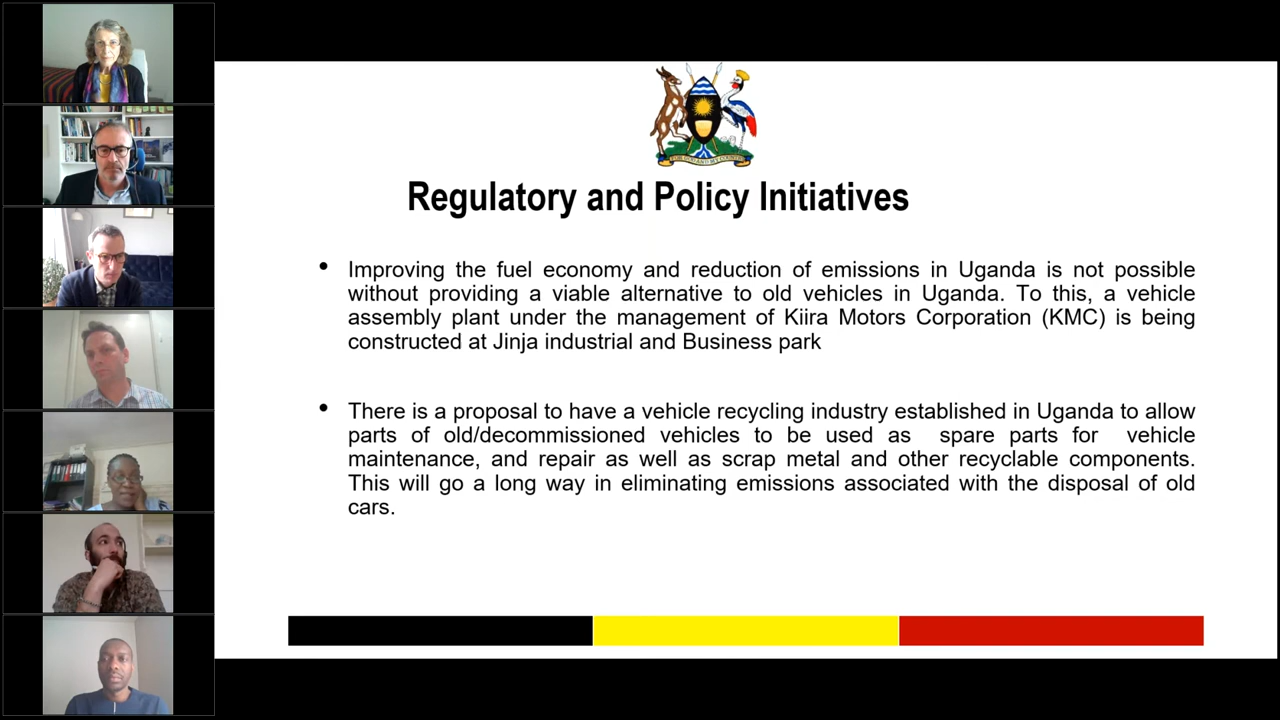 Regulatory and Policy Initiatives
• Improving the fuel economy and reduction of emissions in Uganda is not possible
without providing a viable alternative to old vehicles in Uganda. To this, a vehicle
assembly plant under the management of Kiira Motors Corporation (KMC) is being
constructed at Jinja industrial and Business park
• There is a proposal to have a vehicle recycling industry established in Uganda to allow
parts of old/decommissioned vehicles to be used as spare parts for vehicle
maintenance, and repair as well as scrap metal and other recyclable components.
This will go a long way in eliminating emissions associated with the disposal of old
cars.